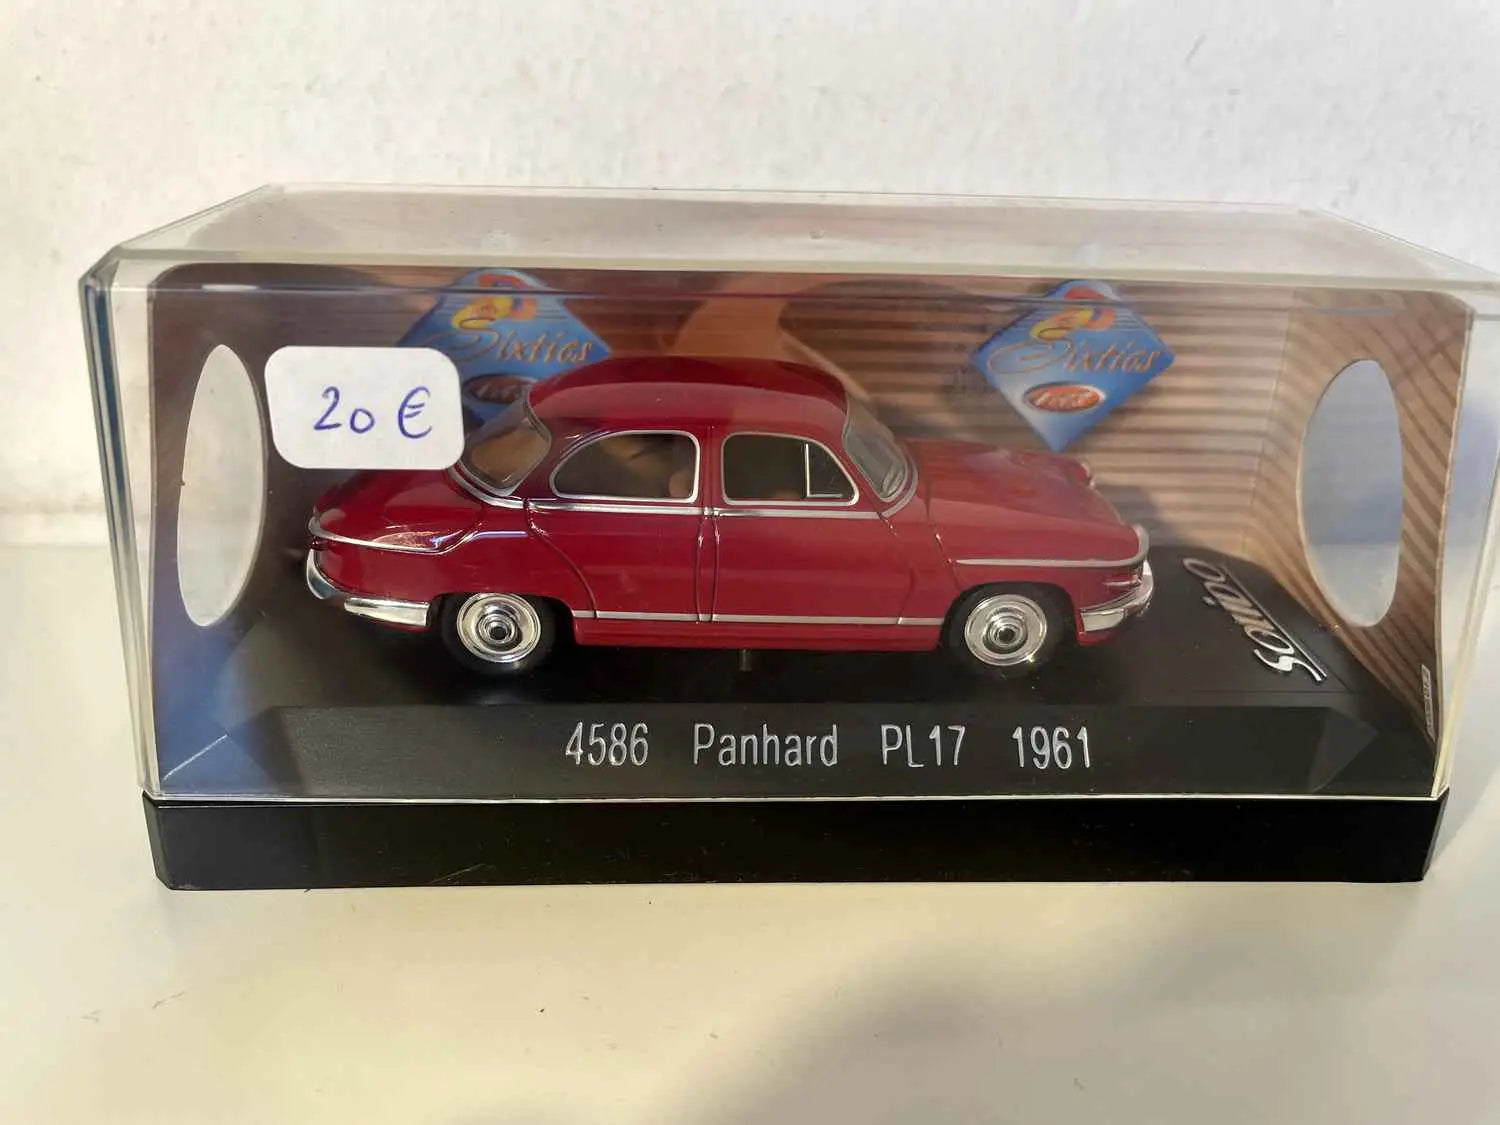 Sixties
Sixties
20 €
SOLIDO
4586 Panhard PL17 1961